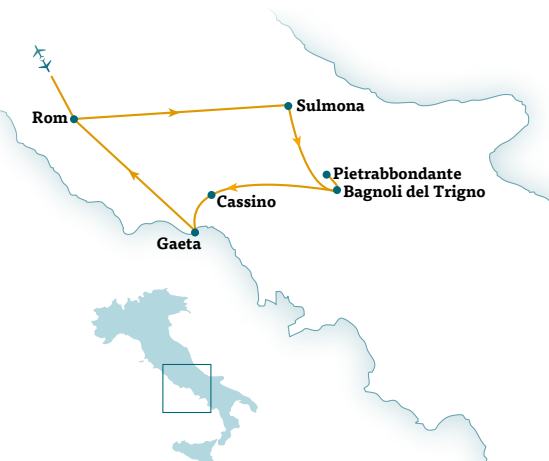 Sulmona
Rom
Pietrabbondante
Bagnoli del Trigno
Cassino
Gaeta